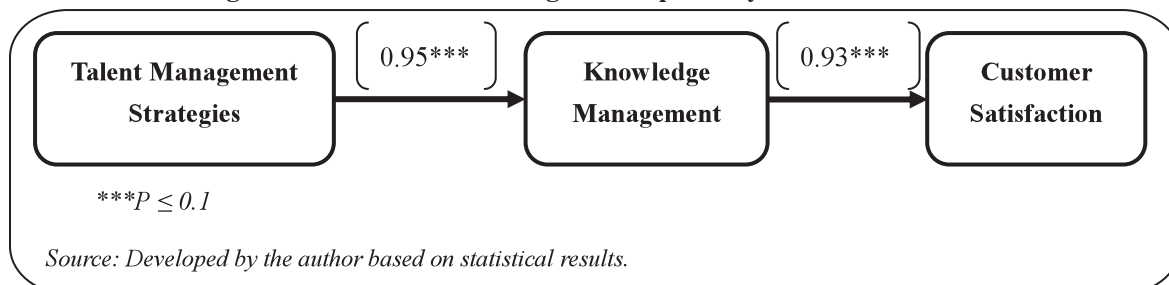 Talent Management
Strategies
0.95***
Knowledge
Management
0.93***
Customer
Satisfaction
***P ≤ 0.1
Source: Developed by the author based on statistical results.